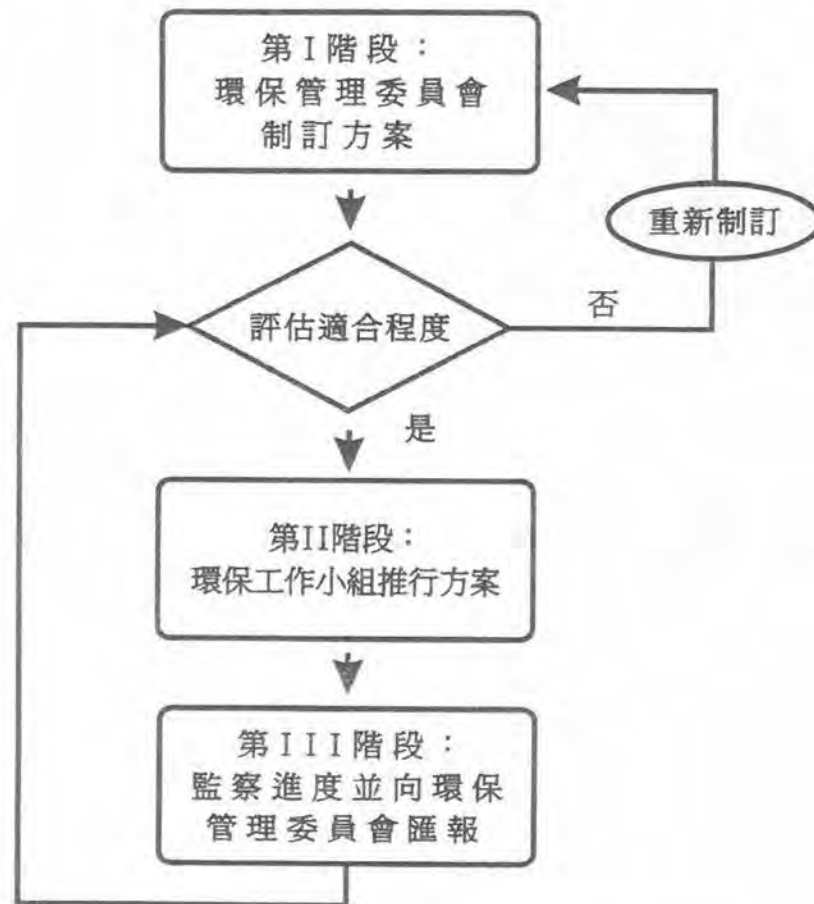 第I階段：
環保管理委員會
制訂方案
重新制訂
評估適合程度
否
是
第II階段：
環保工作小組推行方案
第III階段：
監察進度並向環保
管理委員會匯報